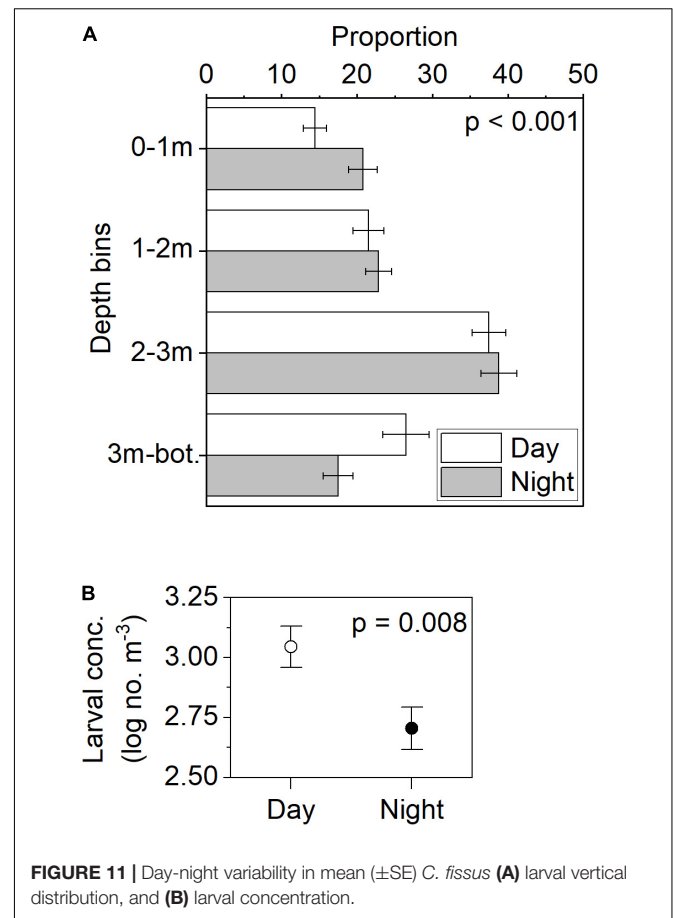 A
Proportion
0 10 20 30 40 50
p < 0.001
Depth bins
0-1m
1-2m
2-3m
3m-bot.
Day
Night
B
Larval conc.
(log no. m⁻³)
3.25
3.00
2.75
2.50
p = 0.008
Day Night
FIGURE 11 | Day-night variability in mean (±SE) C. fissus (A) larval vertical
distribution, and (B) larval concentration.